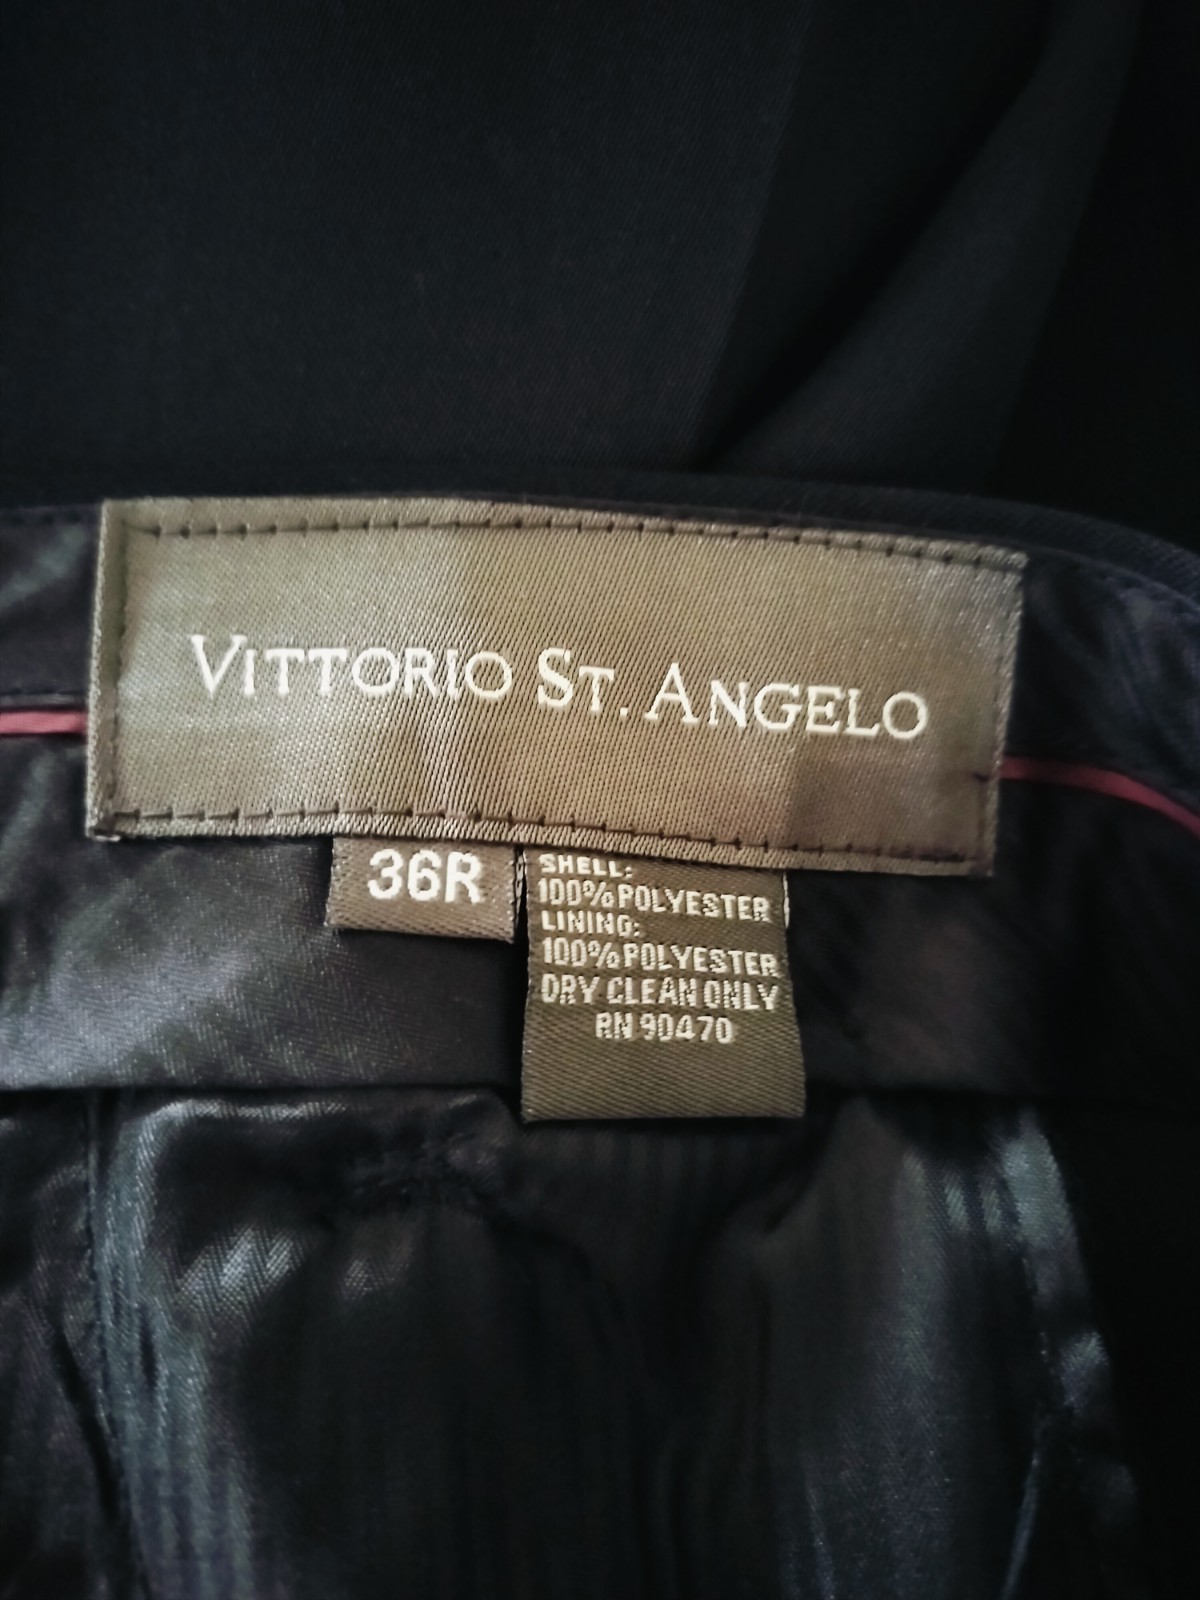 VITTORIO ST. ANGELO
36R
SHELL:
100% POLYESTER
LINING:
100% POLYESTER
DRY CLEAN ONLY
RN 90470